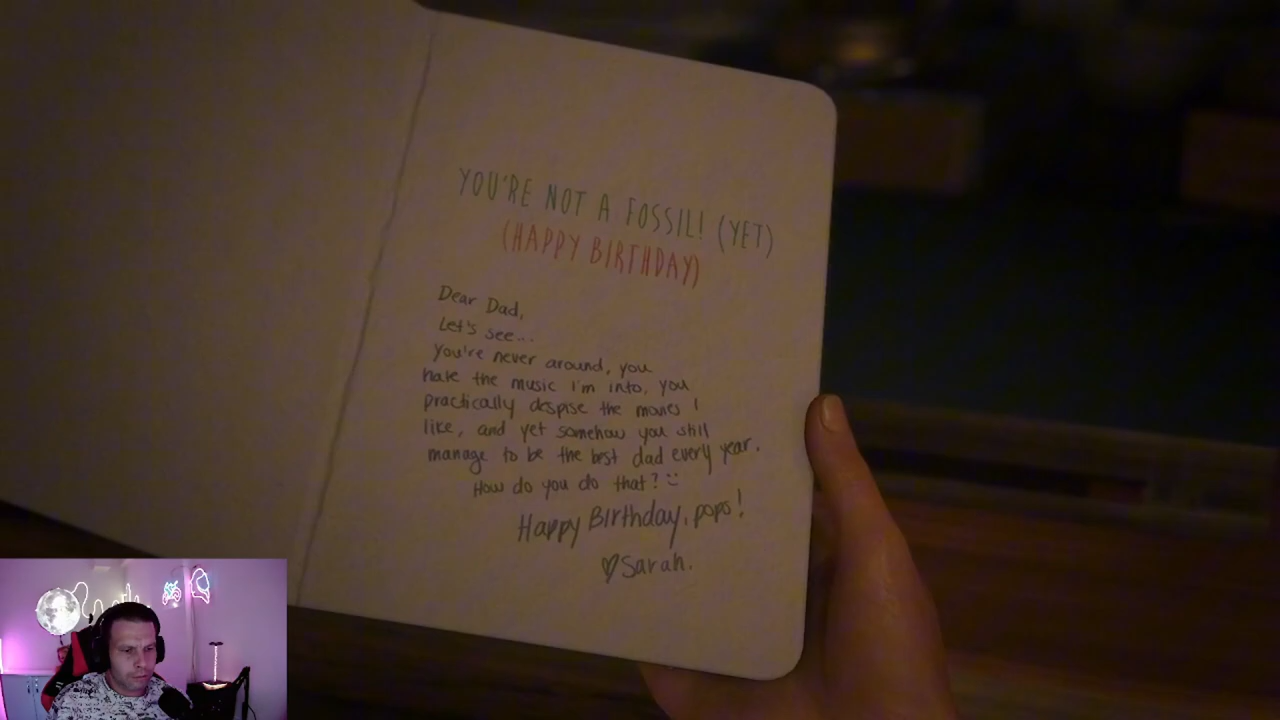 YOU'RE NOT A FOSSIL! (YET)
(HAPPY BIRTHDAY)
Dear Dad,
Let's see...
You're never around, you
hate the music I'm into, you
practically despise the movies I
like, and yet somehow you still
manage to be the best dad every year.
How do you do that? :)
Happy Birthday, pops!
♡Sarah.